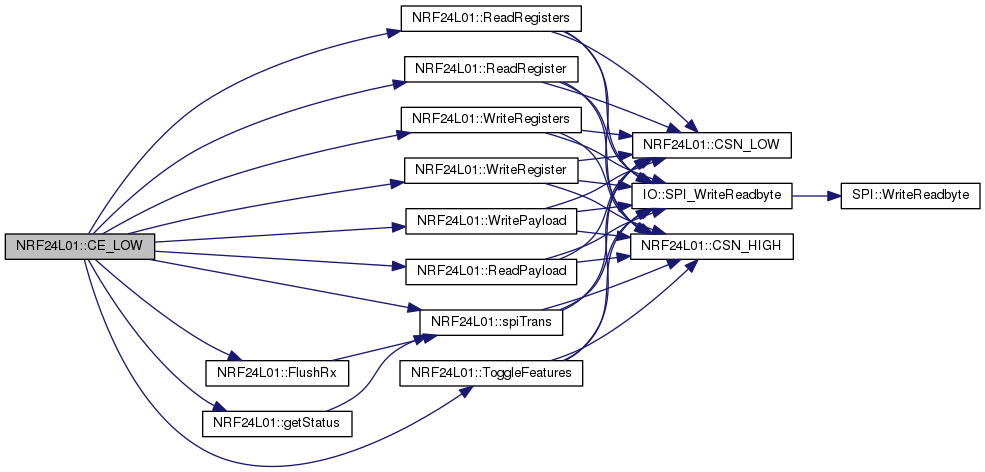 NRF24L01::ReadRegisters
NRF24L01::ReadRegister
NRF24L01::WriteRegisters
NRF24L01::CSN_LOW
NRF24L01::WriteRegister
IO::SPI_WriteReadbyte
SPI::WriteReadbyte
NRF24L01::WritePayload
NRF24L01::CE_LOW
NRF24L01::CSN_HIGH
NRF24L01::ReadPayload
NRF24L01::spiTrans
NRF24L01::FlushRx
NRF24L01::ToggleFeatures
NRF24L01::getStatus